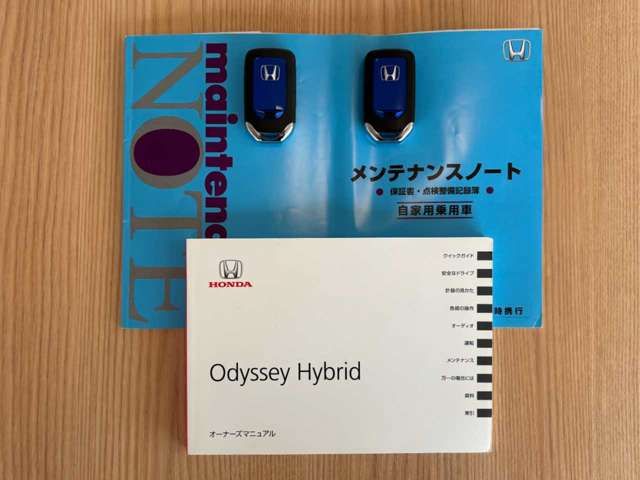 maintena
NOTE
メンテナンスノート
● 保証書・点検整備記録簿 ●
自家用乗用車
時携行
HONDA
Odyssey Hybrid
オーナーズマニュアル
クイックガイド
安全なドライブ
計器の見かた
各部の操作
オーディオ
運転
メンテナンス
万一の場合には
資料
索引